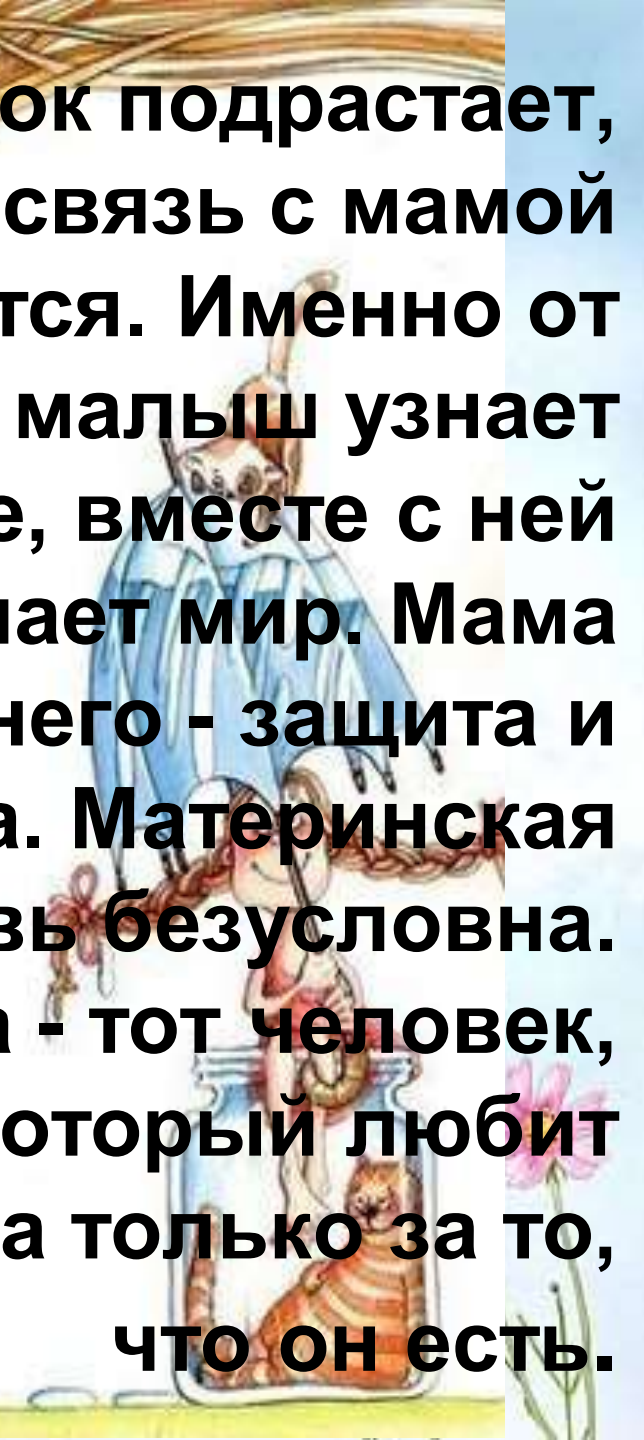 ок подрастает,
связь с мамой
тся. Именно от
малыш узнает
е, вместе с ней
ает мир. Мама
него - защита и
а. Материнская
вь безусловна.
а - тот человек,
оторый любит
а только за то,
что он есть.